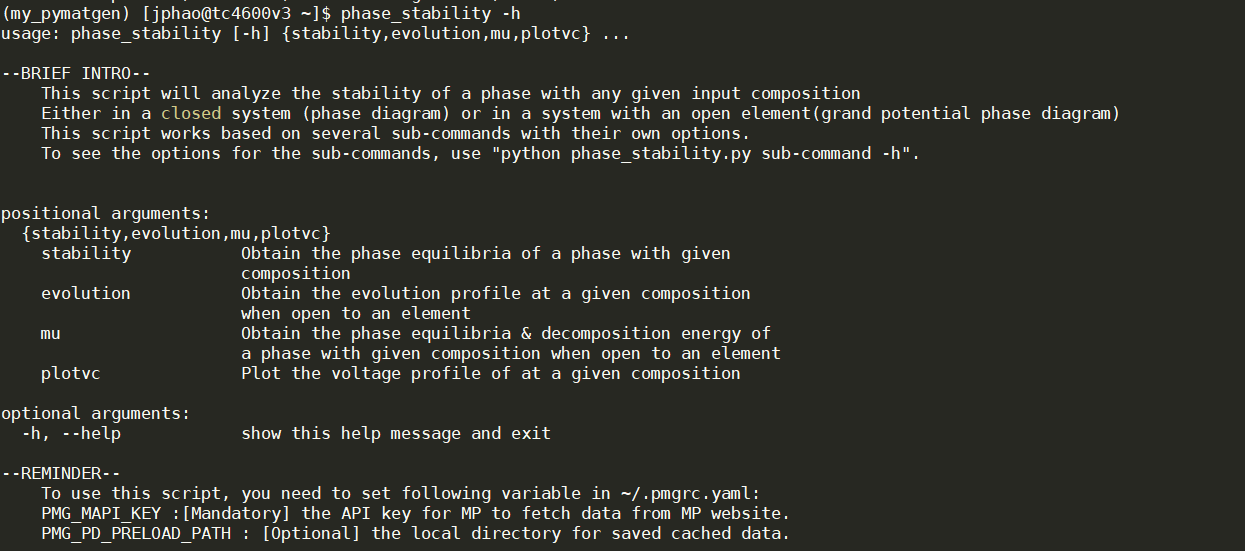 (my_pymatgen) [jphao@tc4600v3 ~]$ phase_stability -h
usage: phase_stability [-h] {stability,evolution,mu,plotvc} ...
--BRIEF INTRO--
This script will analyze the stability of a phase with any given input composition
Either in a closed system (phase diagram) or in a system with an open element(grand potential phase diagram)
This script works based on several sub-commands with their own options.
To see the options for the sub-commands, use "python phase_stability.py sub-command -h".
positional arguments:
{stability,evolution,mu,plotvc}
stability Obtain the phase equilibria of a phase with given
composition
evolution Obtain the evolution profile at a given composition
when open to an element
mu Obtain the phase equilibria & decomposition energy of
a phase with given composition when open to an element
plotvc Plot the voltage profile of at a given composition
optional arguments:
-h, --help show this help message and exit
--REMINDER--
To use this script, you need to set following variable in ~/.pmgrc.yaml:
PMG_MAPI_KEY :[Mandatory] the API key for MP to fetch data from MP website.
PMG_PD_PRELOAD_PATH : [Optional] the local directory for saved cached data.